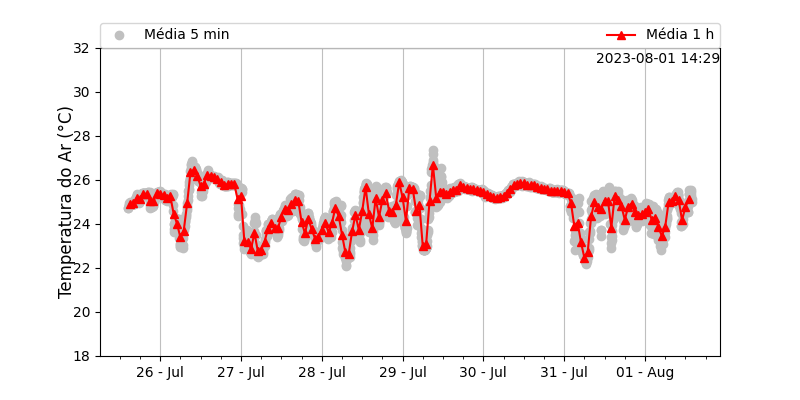 Média 5 min
Média 1 h
2023-08-01 14:29
Temperatura do Ar (°C)
32
30
28
26
24
22
20
18
26 - Jul
27 - Jul
28 - Jul
29 - Jul
30 - Jul
31 - Jul
01 - Aug